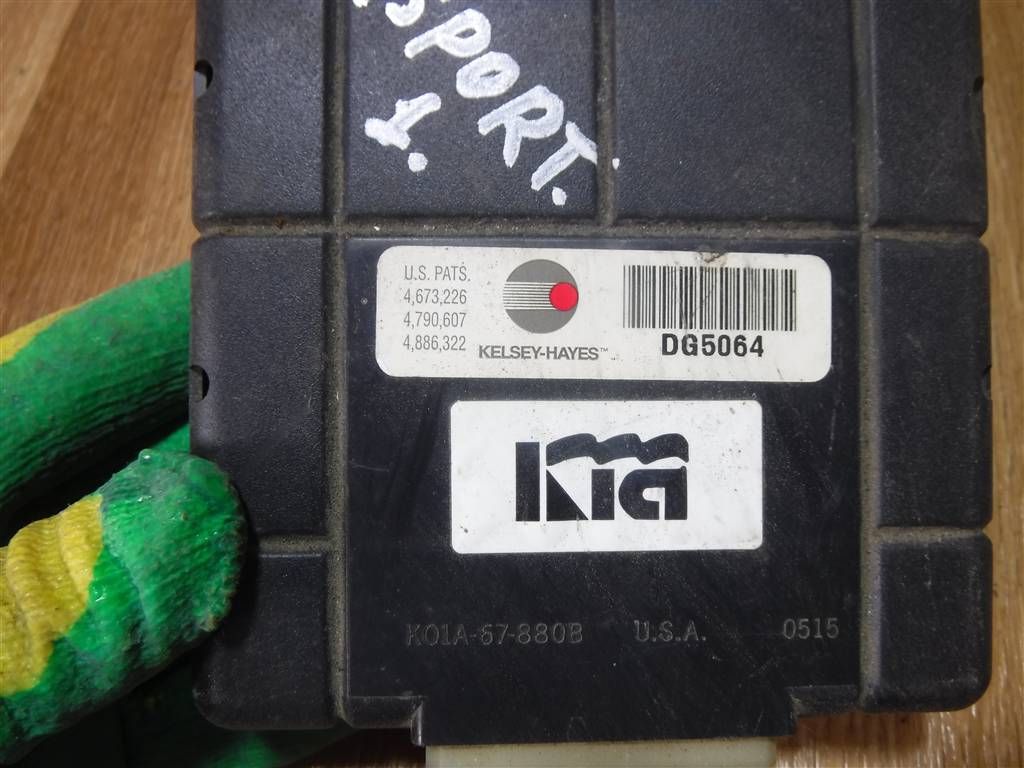 SPORT.
1.
U.S. PATS.
4,673,226
4,790,607
4,886,322
KELSEY-HAYES™
DG5064
Kia
K01A-67-880B U.S.A. 0515